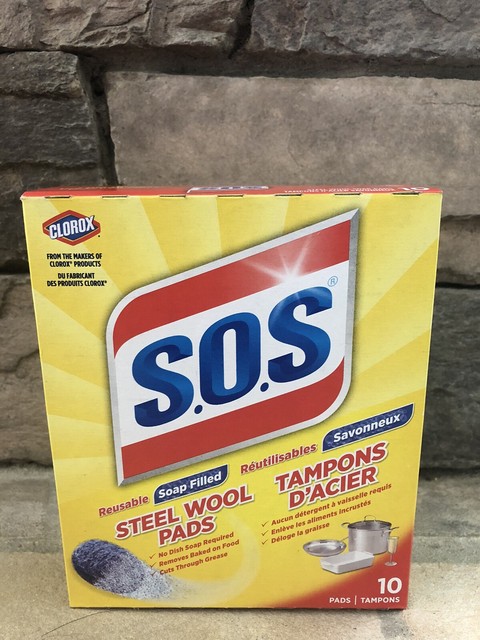 CLOROX
FROM THE MAKERS OF
CLOROX® PRODUCTS
DU FABRICANT
DES PRODUITS CLOROX®
S.O.S®
Reusable Soap Filled
STEEL WOOL
PADS
✓ No Dish Soap Required
✓ Removes Baked on Food
✓ Cuts Through Grease
Réutilisables Savonneux
TAMPONS
D'ACIER
✓ Aucun détergent à vaisselle requis
✓ Enlève les aliments incrustés
✓ Déloge la graisse
10
PADS | TAMPONS